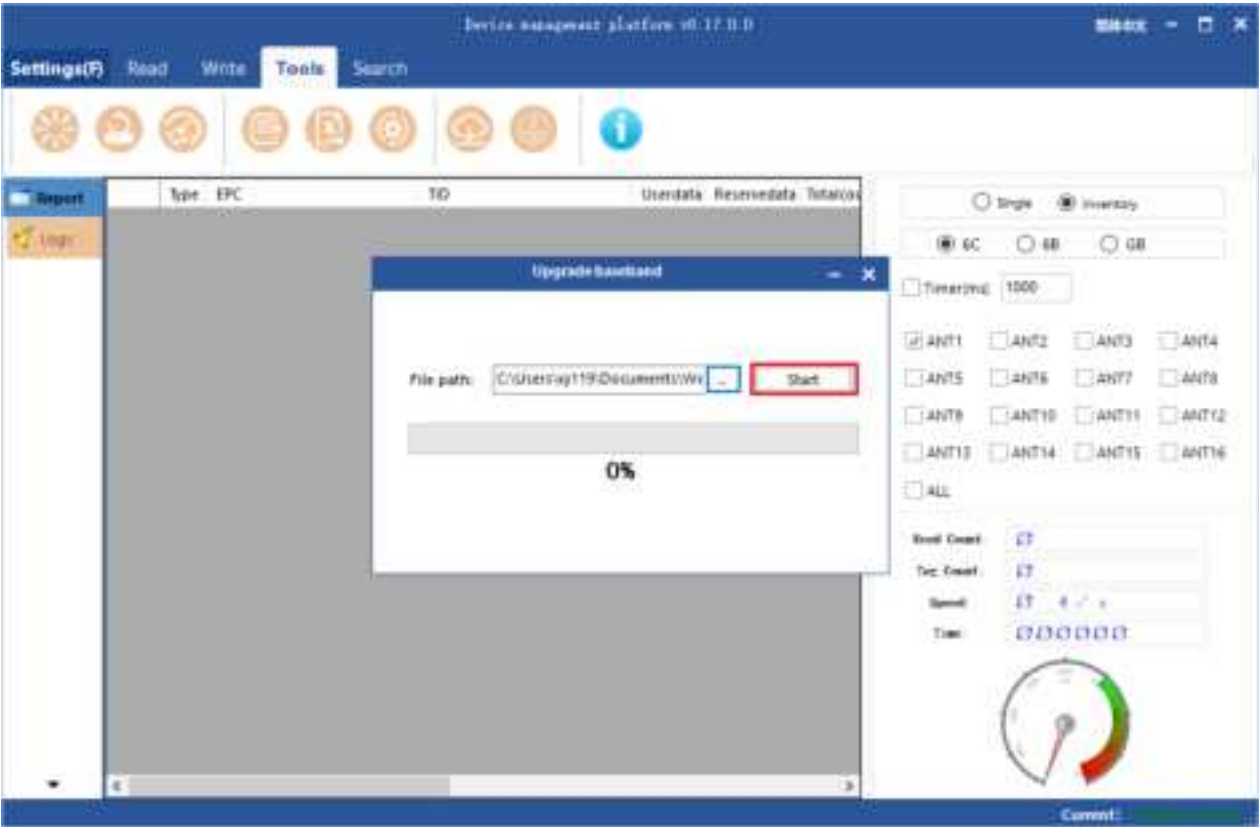 Device management platform v0.17.0.0
Settings(F) Read Write Tools Search
Report
Type EPC TID Userdata Reservedata
Single Inventory
Logs
6C 6B GB
Upgrade baseband
Timer(ms) 1000
ANT1 ANT2 ANT3 ANT4
File path: Start
ANT5 ANT6 ANT7 ANT8
ANT9 ANT10 ANT11 ANT12
ANT13 ANT14 ANT15 ANT16
0%
ALL
Read Count
Speed
Time
Current: